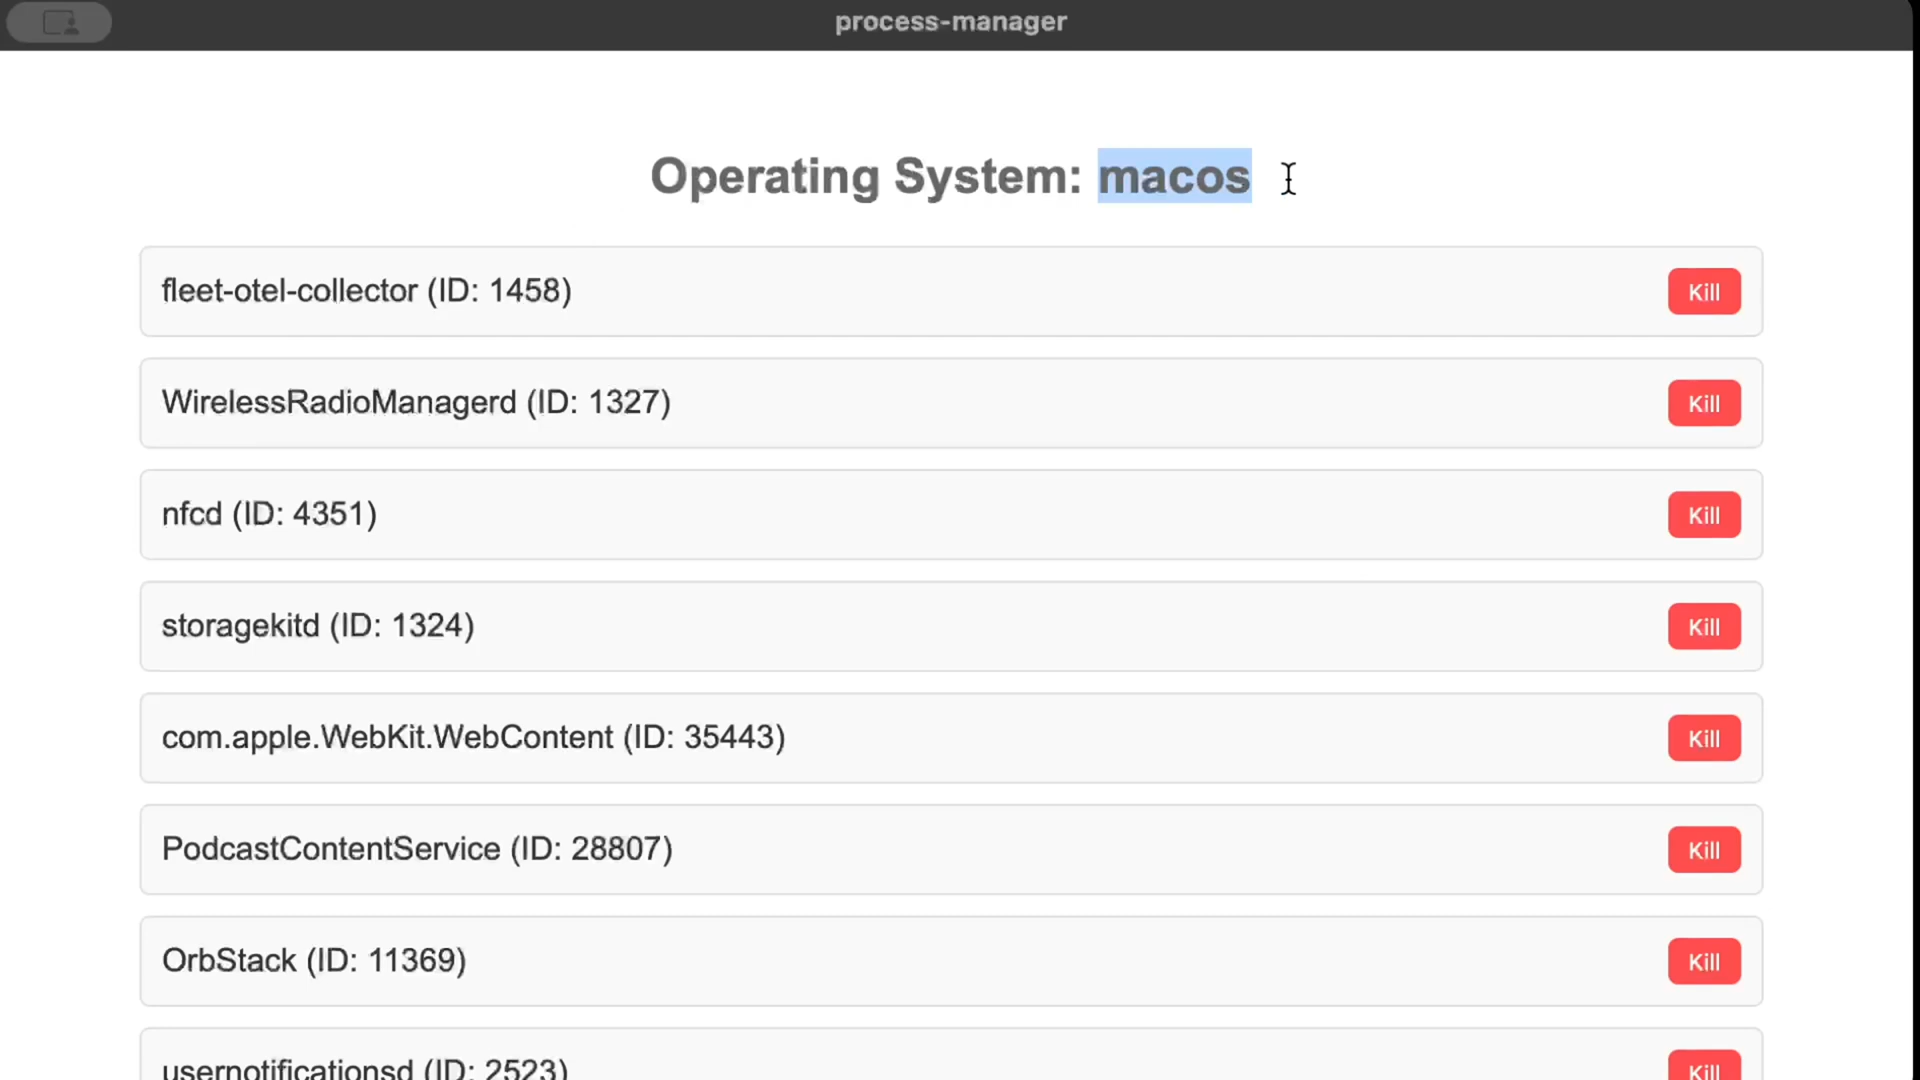 process-manager
Operating System: macos
fleet-otel-collector (ID: 1458)
Kill
WirelessRadioManagerd (ID: 1327)
Kill
nfcd (ID: 4351)
Kill
storagekitd (ID: 1324)
Kill
com.apple.WebKit.WebContent (ID: 35443)
Kill
PodcastContentService (ID: 28807)
Kill
OrbStack (ID: 11369)
Kill
usernotificationsd (ID: 2523)
Kill